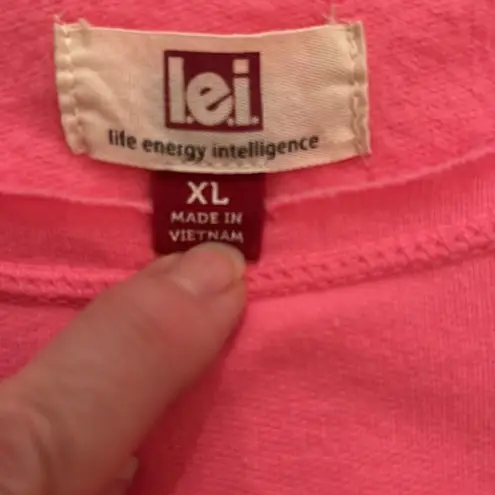 l.e.i.
life energy intelligence
XL
MADE IN
VIETNAM